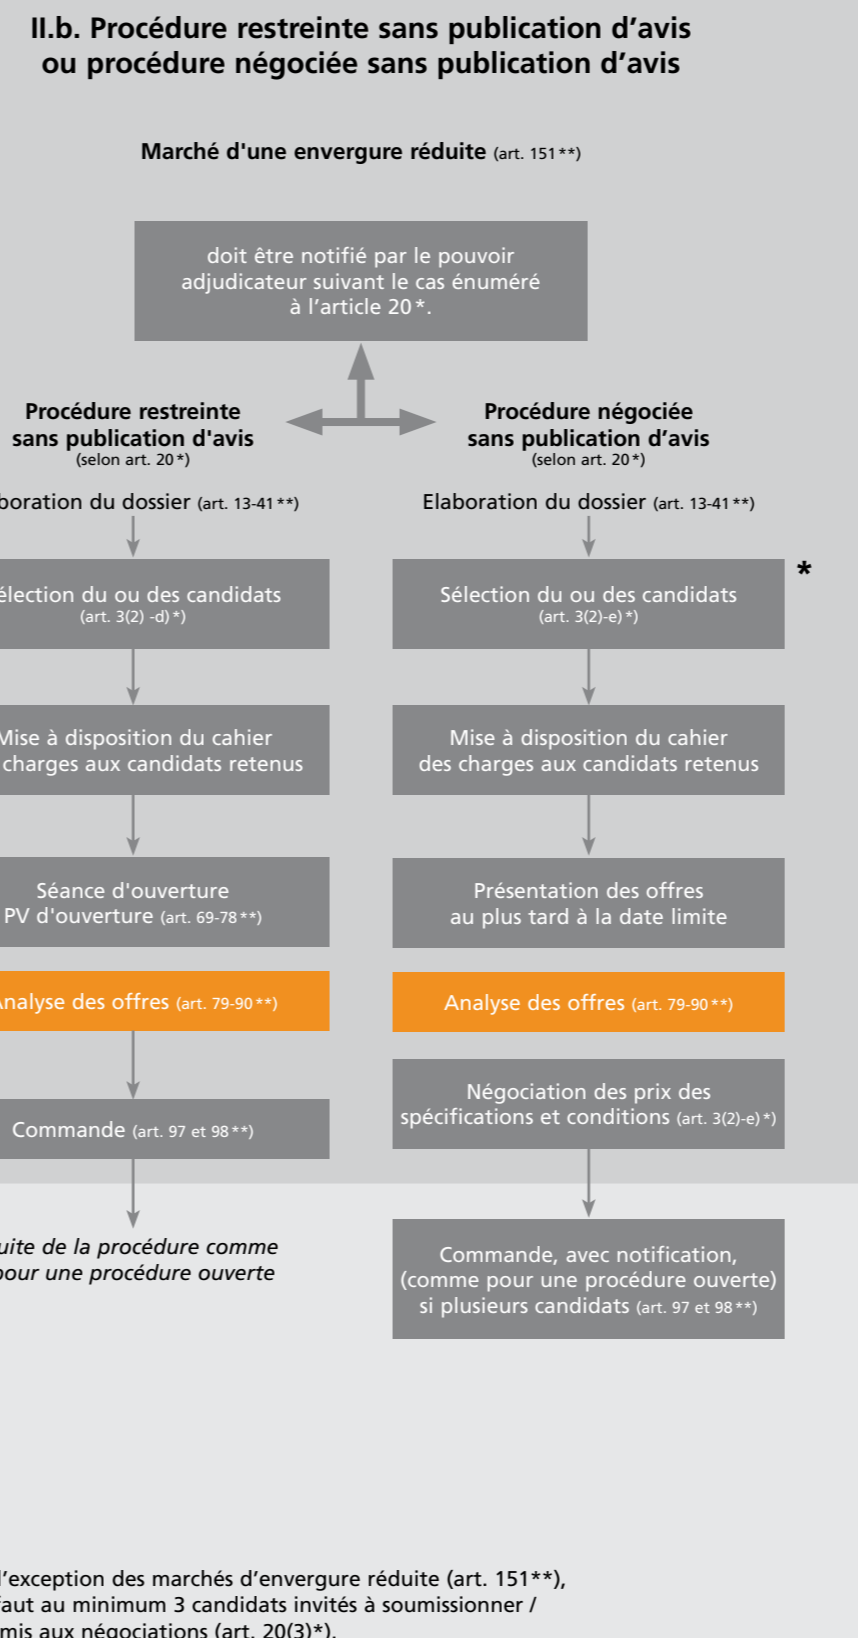 II.b. Procédure restreinte sans publication d’avis
ou procédure négociée sans publication d’avis
Marché d'une envergure réduite (art. 151**)
doit être notifié par le pouvoir
adjudicateur suivant le cas énuméré
à l’article 20*.
Procédure restreinte
sans publication d'avis
(selon art. 20*)
boration du dossier (art. 13-41**)
élection du ou des candidats
(art. 3(2) -d)*)
Mise à disposition du cahier
charges aux candidats retenus
Séance d'ouverture
PV d'ouverture (art. 69-78**)
Analyse des offres (art. 79-90**)
Commande (art. 97 et 98**)
uite de la procédure comme
pour une procédure ouverte
Procédure négociée
sans publication d’avis
(selon art. 20*)
Elaboration du dossier (art. 13-41**)
Sélection du ou des candidats
(art. 3(2)-e)*)
*
Mise à disposition du cahier
des charges aux candidats retenus
Présentation des offres
au plus tard à la date limite
Analyse des offres (art. 79-90**)
Négociation des prix des
spécifications et conditions (art. 3(2)-e)*)
Commande, avec notification,
(comme pour une procédure ouverte)
si plusieurs candidats (art. 97 et 98**)
l’exception des marchés d’envergure réduite (art. 151**),
faut au minimum 3 candidats invités à soumissionner /
mis aux négociations (art. 20(3)*).